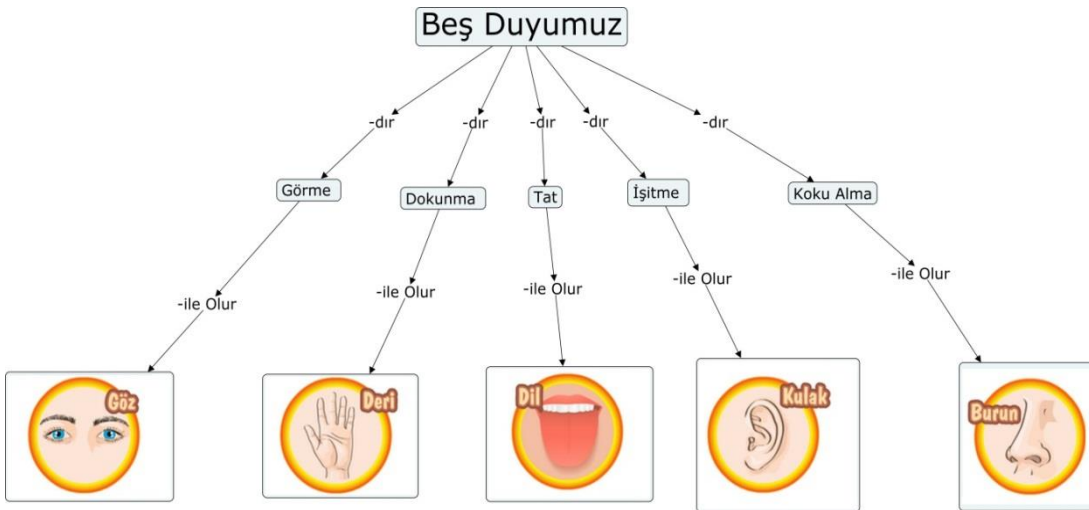 Beş Duyumuz
-dır
-dır
-dır
-dır
-dır
Görme
Dokunma
Tat
İşitme
Koku Alma
-ile Olur
-ile Olur
-ile Olur
-ile Olur
-ile Olur
Göz
Deri
Dil
Kulak
Burun